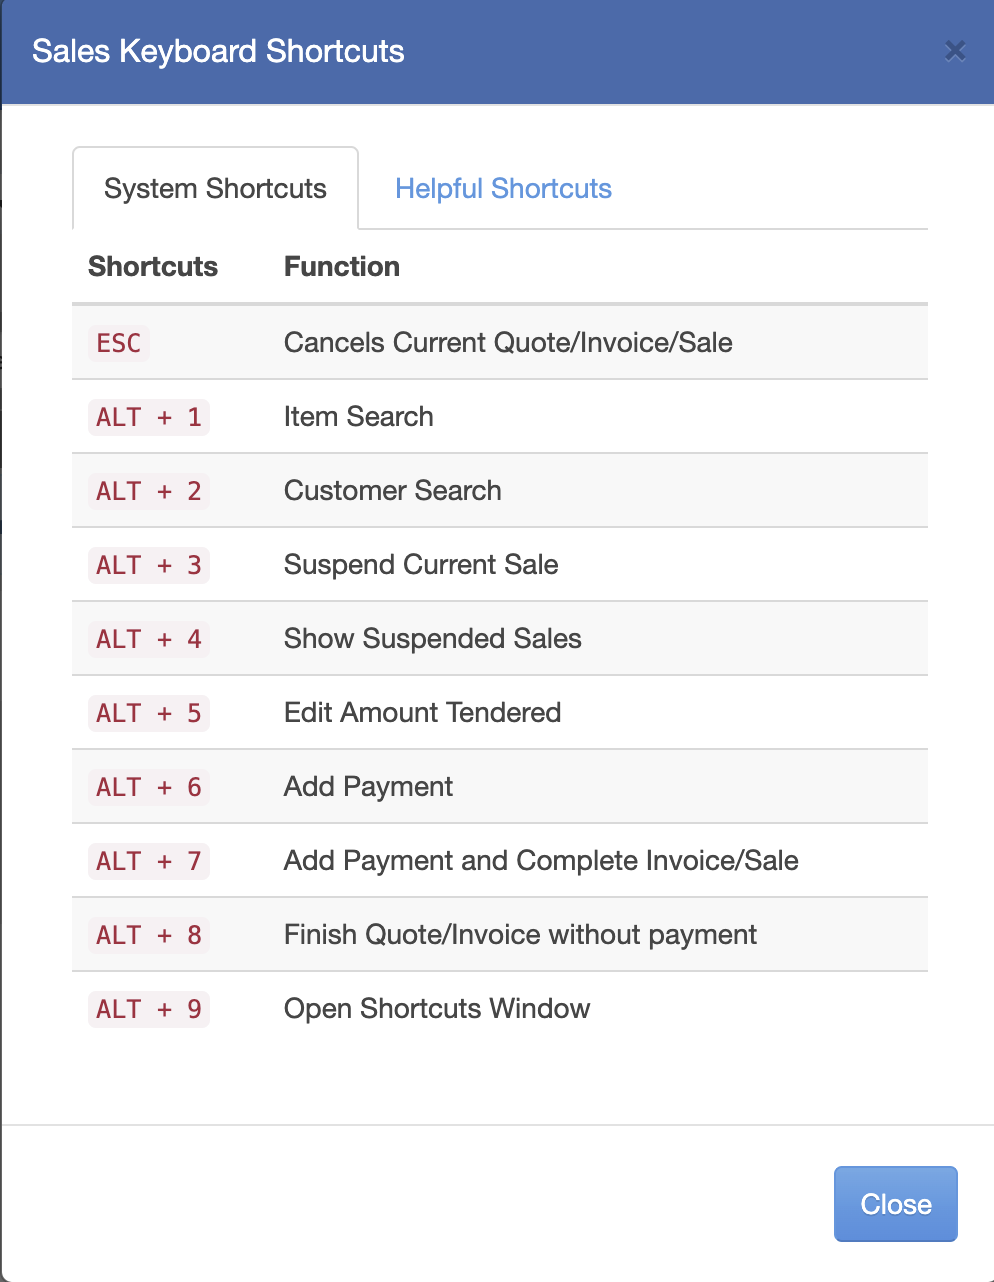 Sales Keyboard Shortcuts ×
System Shortcuts Helpful Shortcuts
Shortcuts Function
ESC Cancels Current Quote/Invoice/Sale
ALT + 1 Item Search
ALT + 2 Customer Search
ALT + 3 Suspend Current Sale
ALT + 4 Show Suspended Sales
ALT + 5 Edit Amount Tendered
ALT + 6 Add Payment
ALT + 7 Add Payment and Complete Invoice/Sale
ALT + 8 Finish Quote/Invoice without payment
ALT + 9 Open Shortcuts Window
Close